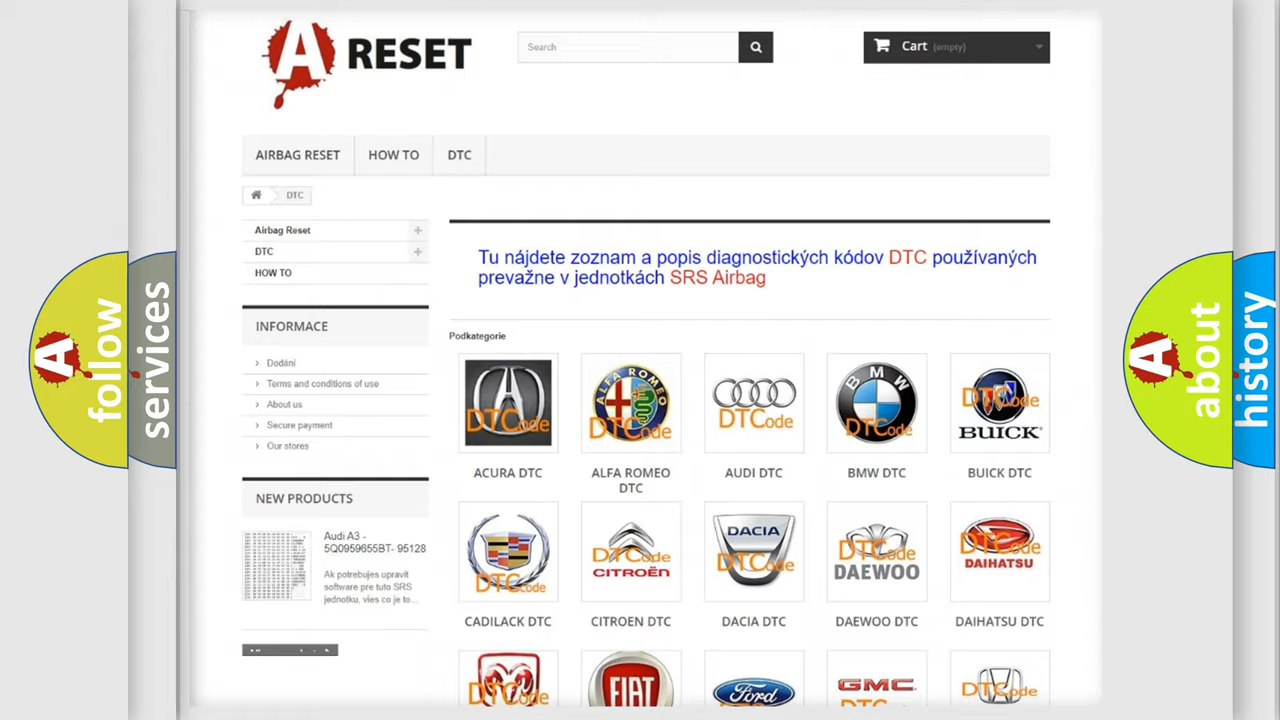 A RESET
Search
Cart (empty)
AIRBAG RESET
HOW TO
DTC
DTC
Airbag Reset
DTC
HOW TO
INFORMACE
Dodání
Terms and conditions of use
About us
Secure payment
Our stores
NEW PRODUCTS
Audi A3 -
5Q0959655BT- 95128
Ak potrebujes upravit
software pre tuto SRS
jednotku, vies co je to...
Tu nájdete zoznam a popis diagnostických kódov DTC používaných
prevažne v jednotkách SRS Airbag
Podkategorie
DTCode
ALFA ROMEO
DTCode
DTCode
BMW
DTCode
DTCode
BUICK
ACURA DTC
ALFA ROMEO
DTC
AUDI DTC
BMW DTC
BUICK DTC
DTCode
DTCode
CITROËN
DACIA
DTCode
DTCode
DAEWOO
DTCode
DAIHATSU
CADILACK DTC
CITROEN DTC
DACIA DTC
DAEWOO DTC
DAIHATSU DTC
DTCode
FIAT
Ford
GMC
DTCode
A follow
services
A about
history